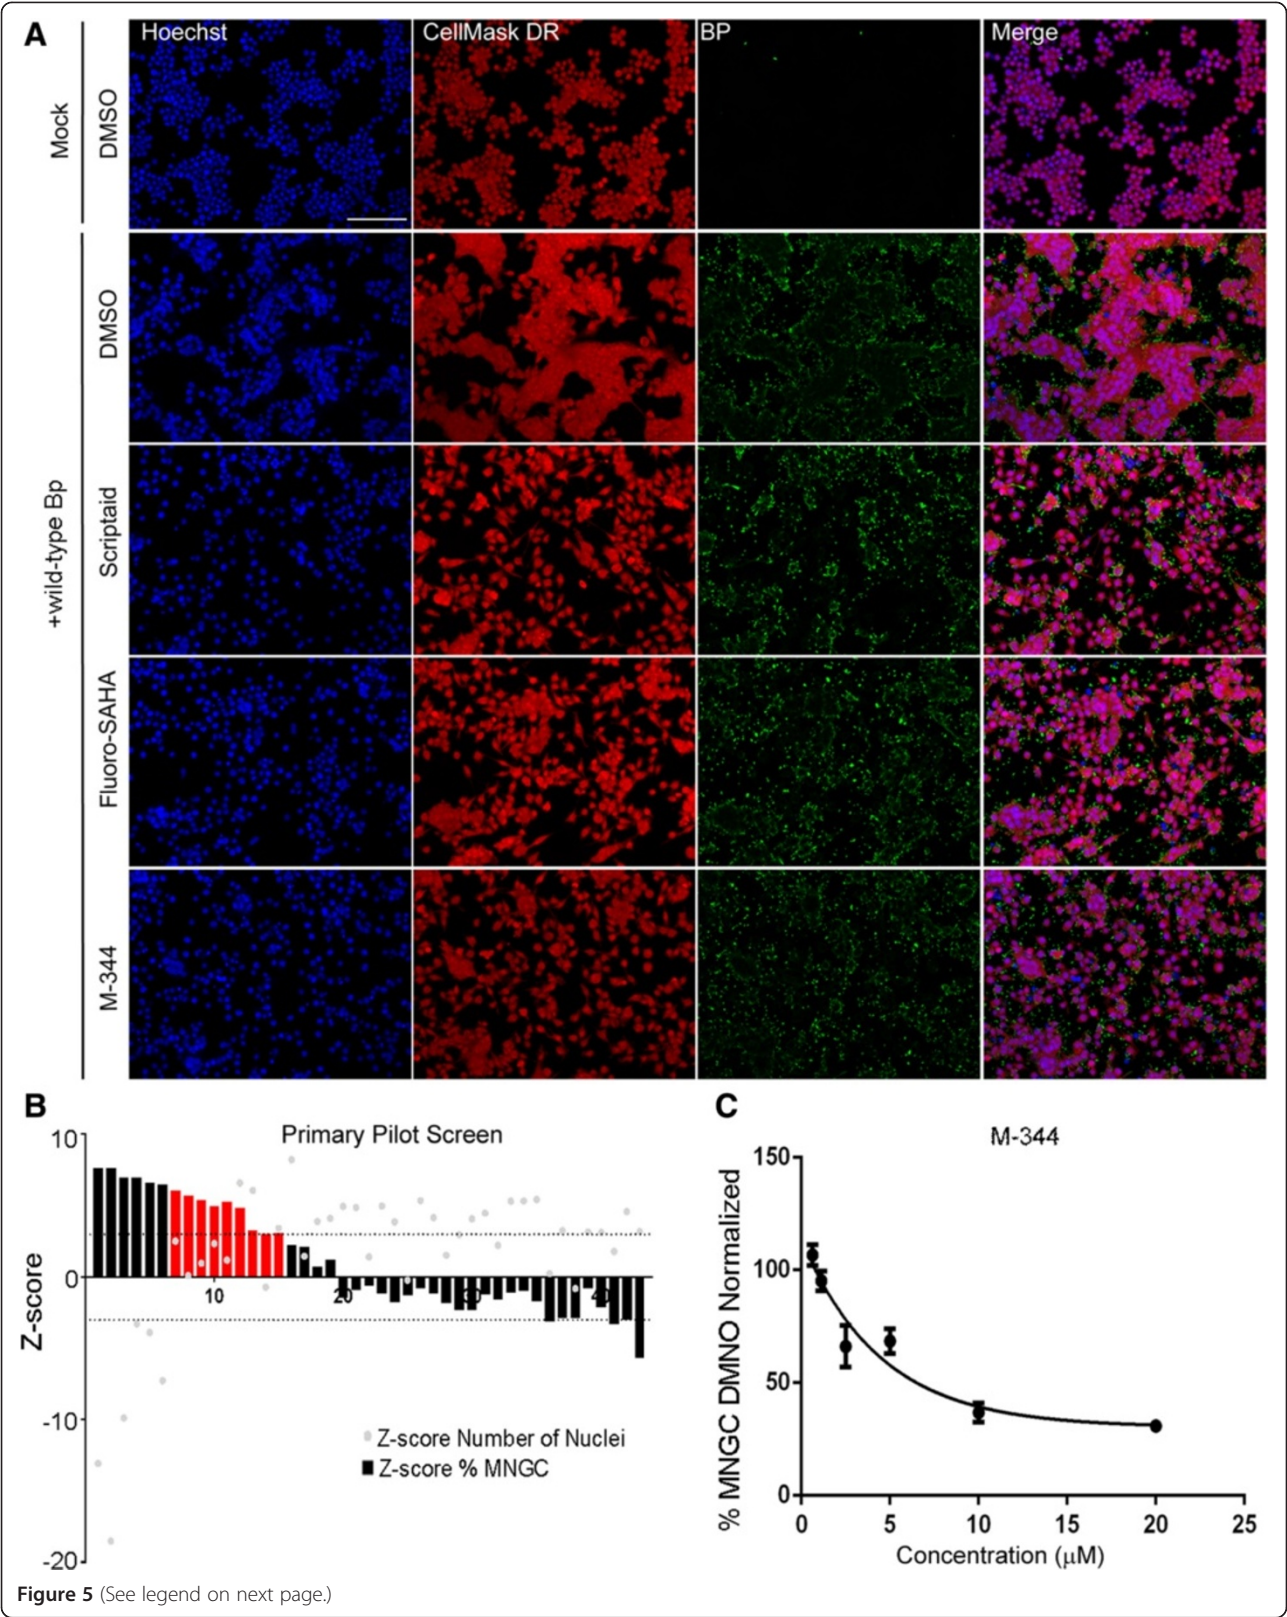 A
Hoechst
CellMask DR
BP
Merge
Mock
DMSO
+wild-type Bp
DMSO
Scriptaid
Fluoro-SAHA
M-344
B
Primary Pilot Screen
Z-score
10
0
-10
-20
10
20
30
40
Z-score Number of Nuclei
Z-score % MNGC
C
M-344
% MNGC DMNO Normalized
150
100
50
0
0 5 10 15 20 25
Concentration (μM)
Figure 5 (See legend on next page.)